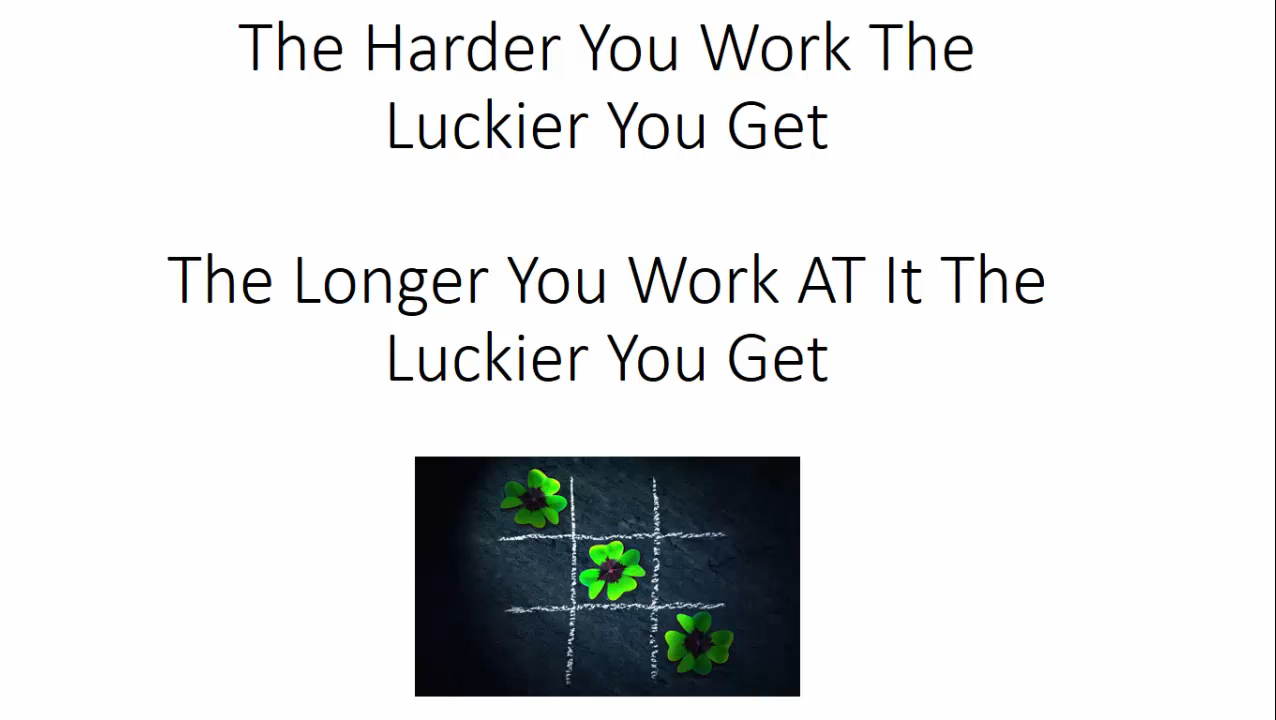 The Harder You Work The
Luckier You Get
The Longer You Work AT It The
Luckier You Get